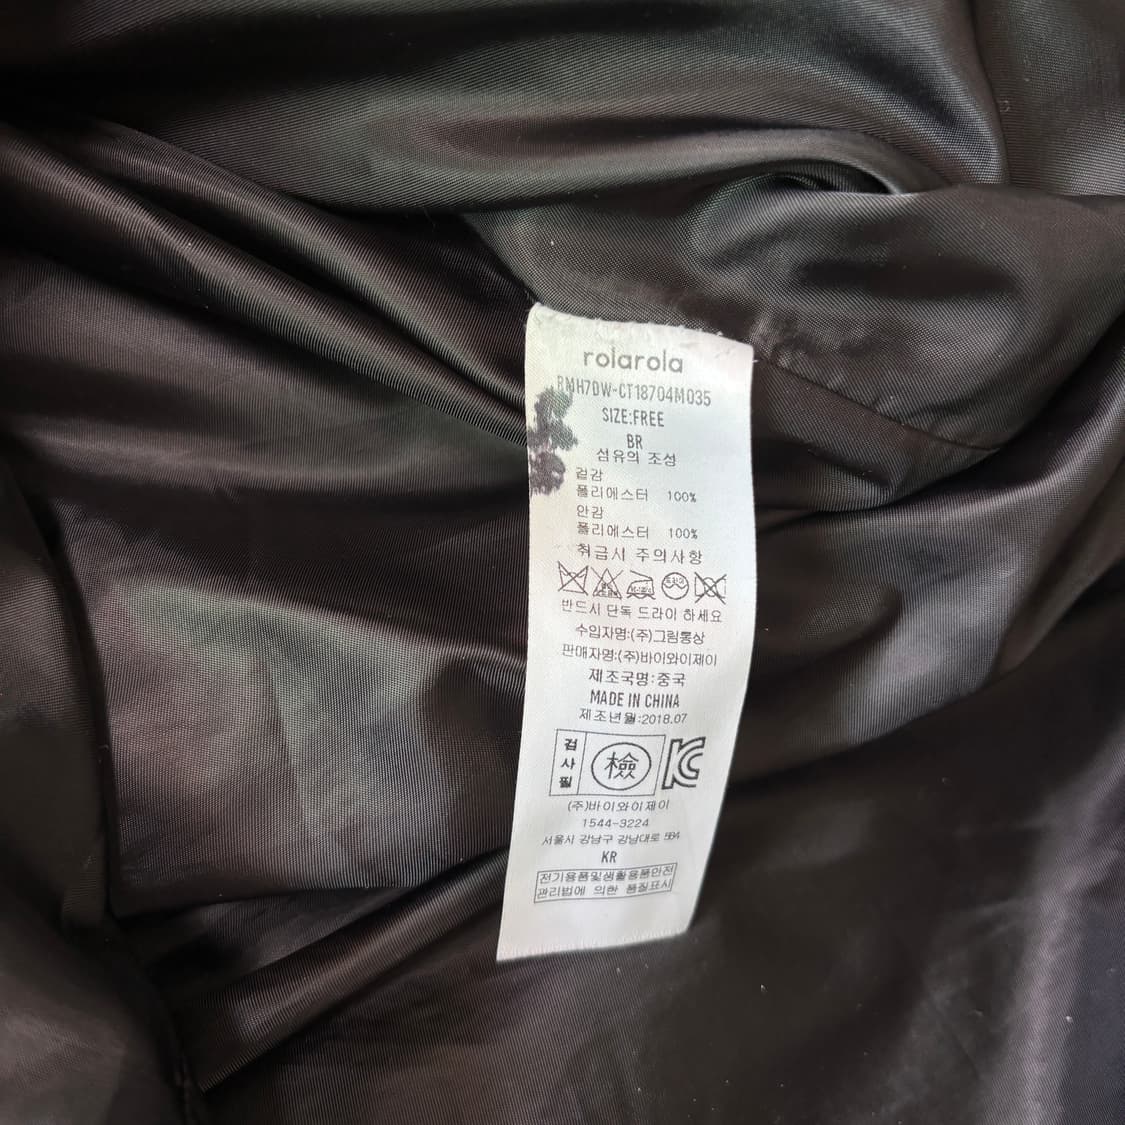 rolarola
RMH7DW-CT18704M035
SIZE:FREE
BR
섬유의 조성
겉감
폴리에스터 100%
안감
폴리에스터 100%
취급시 주의사항
반드시 단독 드라이 하세요
수입자명:(주)그림통상
판매자명:(주)바이와이제이
제조국명:중국
MADE IN CHINA
제조년월:2018.07
검사필
檢
(주)바이와이제이
1544-3224
서울시 강남구 강남대로 584
KR
전기용품및생활용품안전
관리법에 의한 품질표시